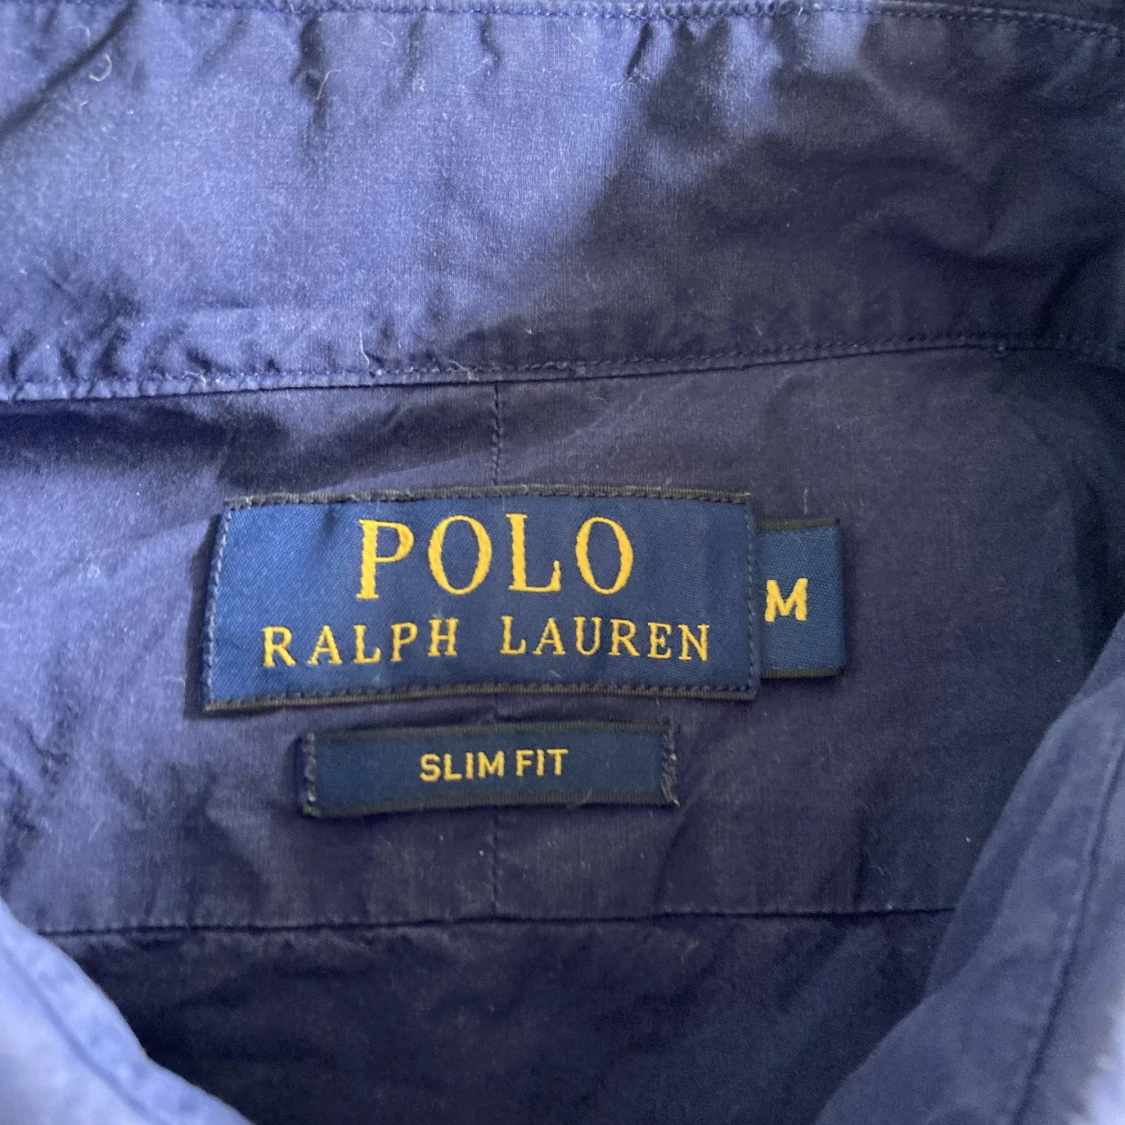 POLO
RALPH LAUREN
M
SLIM FIT